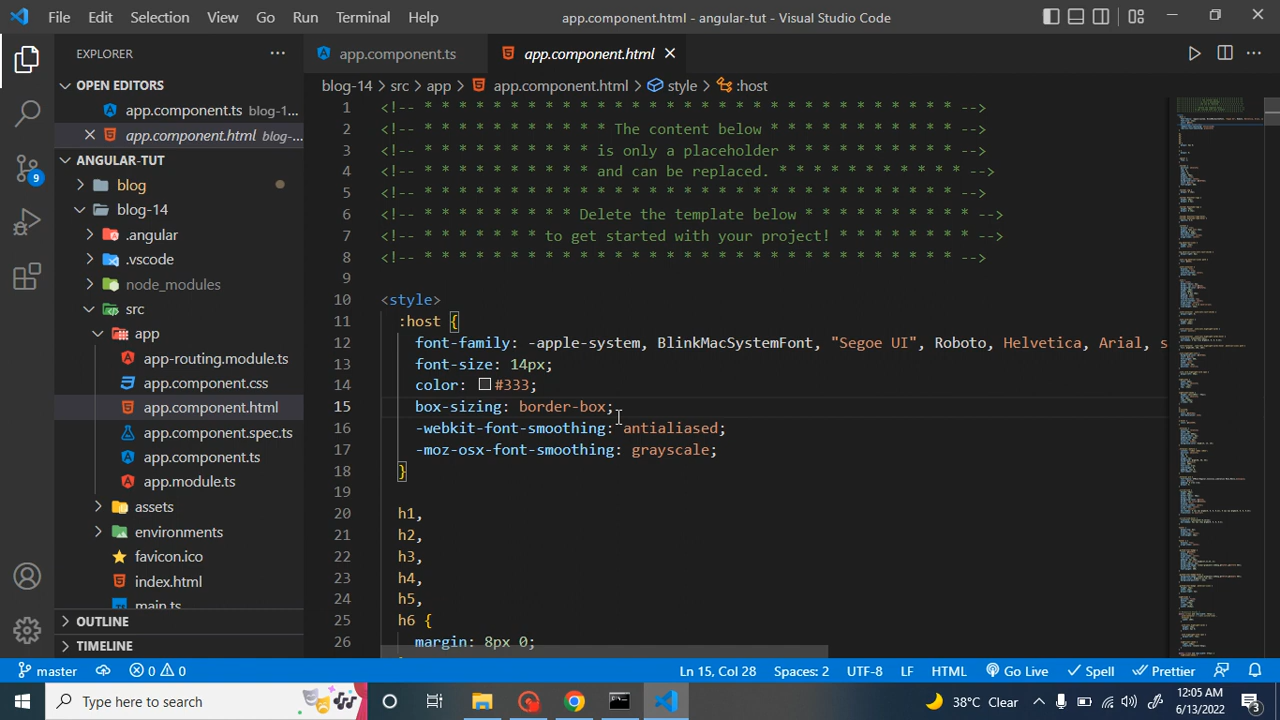 File Edit Selection View Go Run Terminal Help app.component.html - angular-tut - Visual Studio Code
EXPLORER
OPEN EDITORS
app.component.ts blog-1...
app.component.html blog-...
ANGULAR-TUT
blog
blog-14
.angular
.vscode
node_modules
src
app
app-routing.module.ts
app.component.css
app.component.html
app.component.spec.ts
app.component.ts
app.module.ts
assets
environments
favicon.ico
index.html
main.ts
OUTLINE
TIMELINE
9
app.component.ts app.component.html
blog-14 > src > app > app.component.html > style > :host
1 <!-- * * * * * * * * * * * * * * * * * * * * * * * * * * * * * * * -->
2 <!-- * * * * * * * * * * * The content below * * * * * * * * * * * -->
3 <!-- * * * * * * * * * * is only a placeholder * * * * * * * * * * -->
4 <!-- * * * * * * * * * * and can be replaced. * * * * * * * * * * * -->
5 <!-- * * * * * * * * * * * * * * * * * * * * * * * * * * * * * * * -->
6 <!-- * * * * * * * * * Delete the template below * * * * * * * * * * -->
7 <!-- * * * * * * * to get started with your project! * * * * * * * * -->
8 <!-- * * * * * * * * * * * * * * * * * * * * * * * * * * * * * * * -->
9
10 <style>
11 :host {
12 font-family: -apple-system, BlinkMacSystemFont, "Segoe UI", Roboto, Helvetica, Arial, s
13 font-size: 14px;
14 color: #333;
15 box-sizing: border-box;
16 -webkit-font-smoothing: antialiased;
17 -moz-osx-font-smoothing: grayscale;
18 }
19
20 h1,
21 h2,
22 h3,
23 h4,
24 h5,
25 h6 {
26 margin: 8px 0;
master 0 0 Ln 15, Col 28 Spaces: 2 UTF-8 LF HTML Go Live Spell Prettier
Type here to search 38°C Clear 12:05 AM
6/13/2022 3